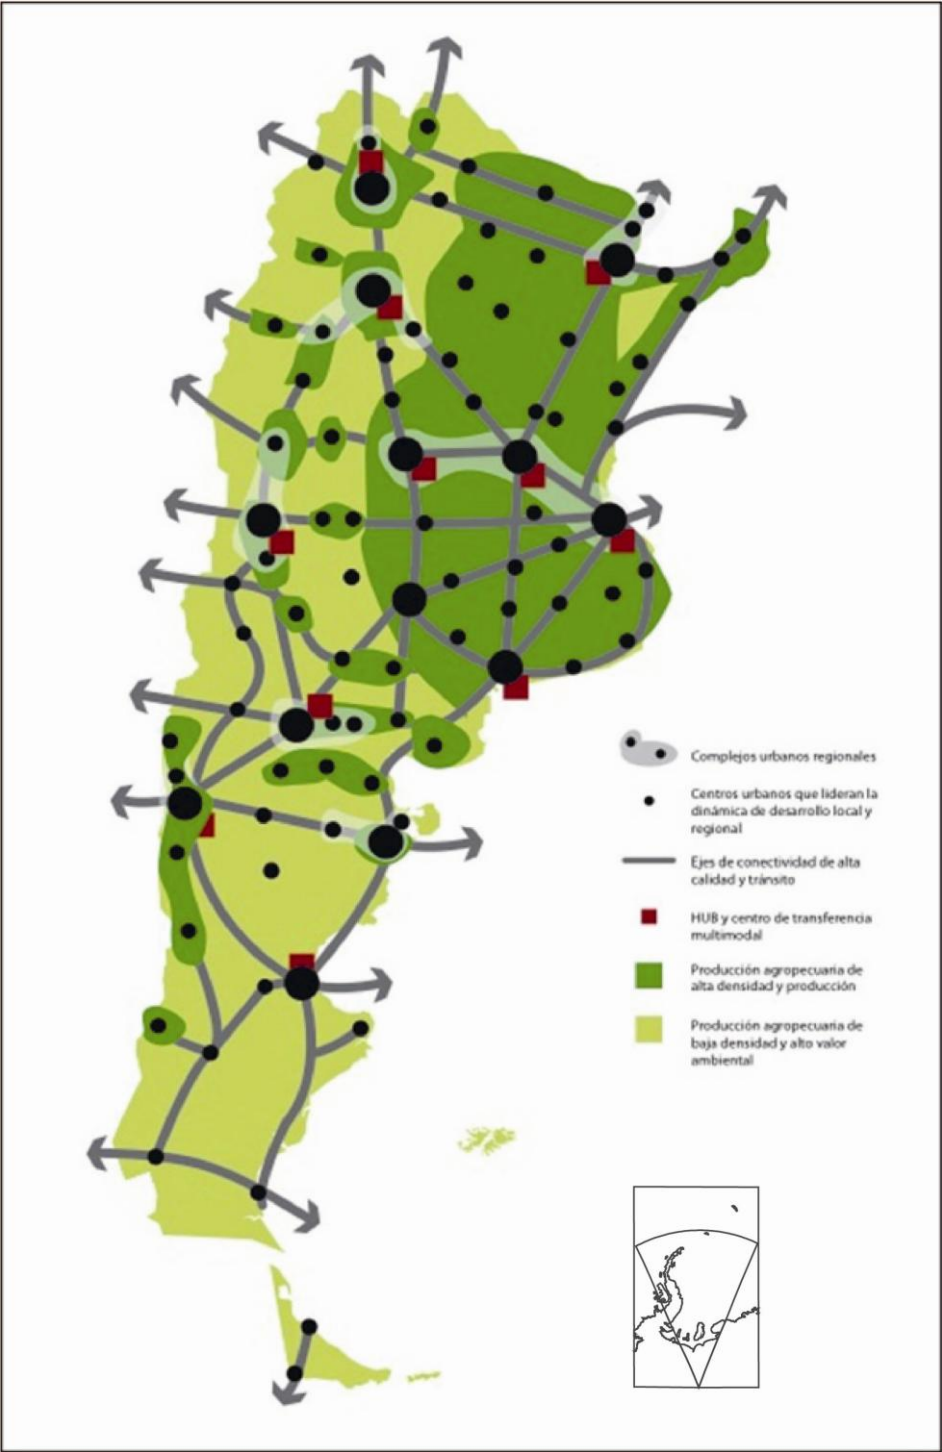 Complejos urbanos regionales
Centros urbanos que lideran la
dinámica de desarrollo local y
regional
Ejes de conectividad de alta
calidad y tránsito
HUB y centro de transferencia
multimodal
Producción agropecuaria de
alta densidad y producción
Producción agropecuaria de
baja densidad y alto valor
ambiental